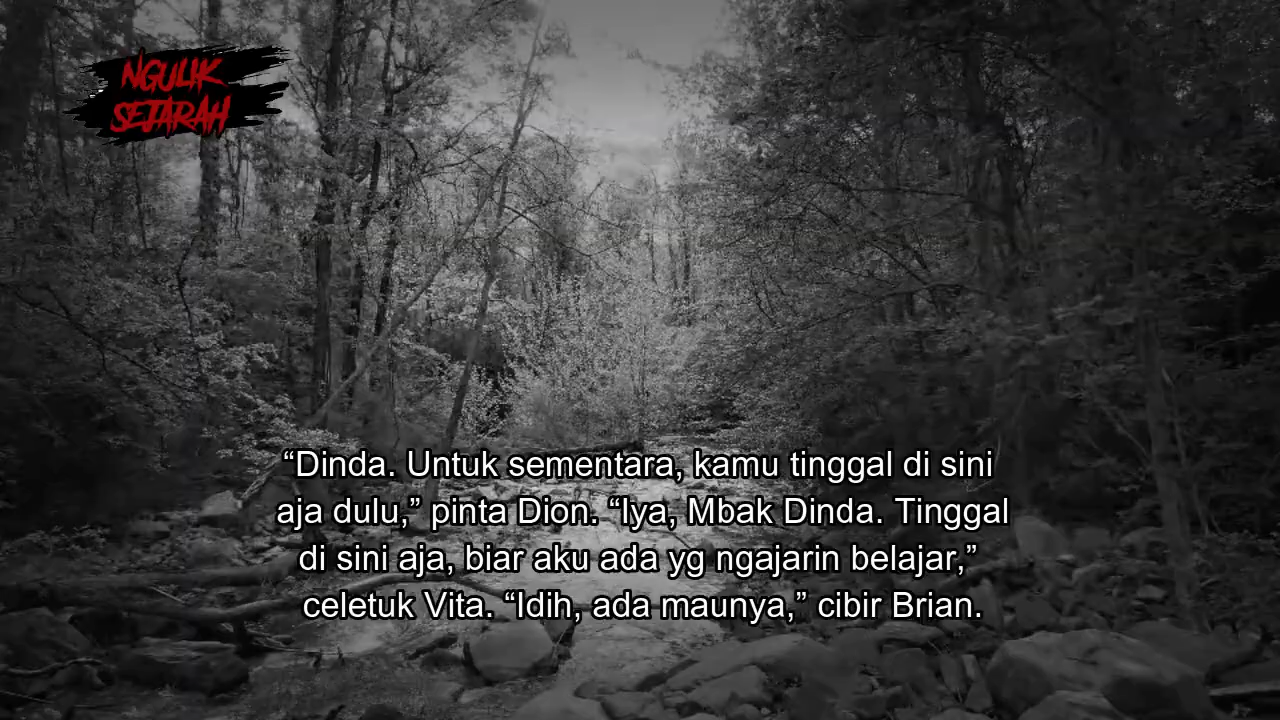 NGULIK
SEJARAH
“Dinda. Untuk sementara, kamu tinggal di sini
aja dulu,” pinta Dion. “Iya, Mbak Dinda. Tinggal
di sini aja, biar aku ada yg ngajarin belajar,”
celetuk Vita. “Idih, ada maunya,” cibir Brian.